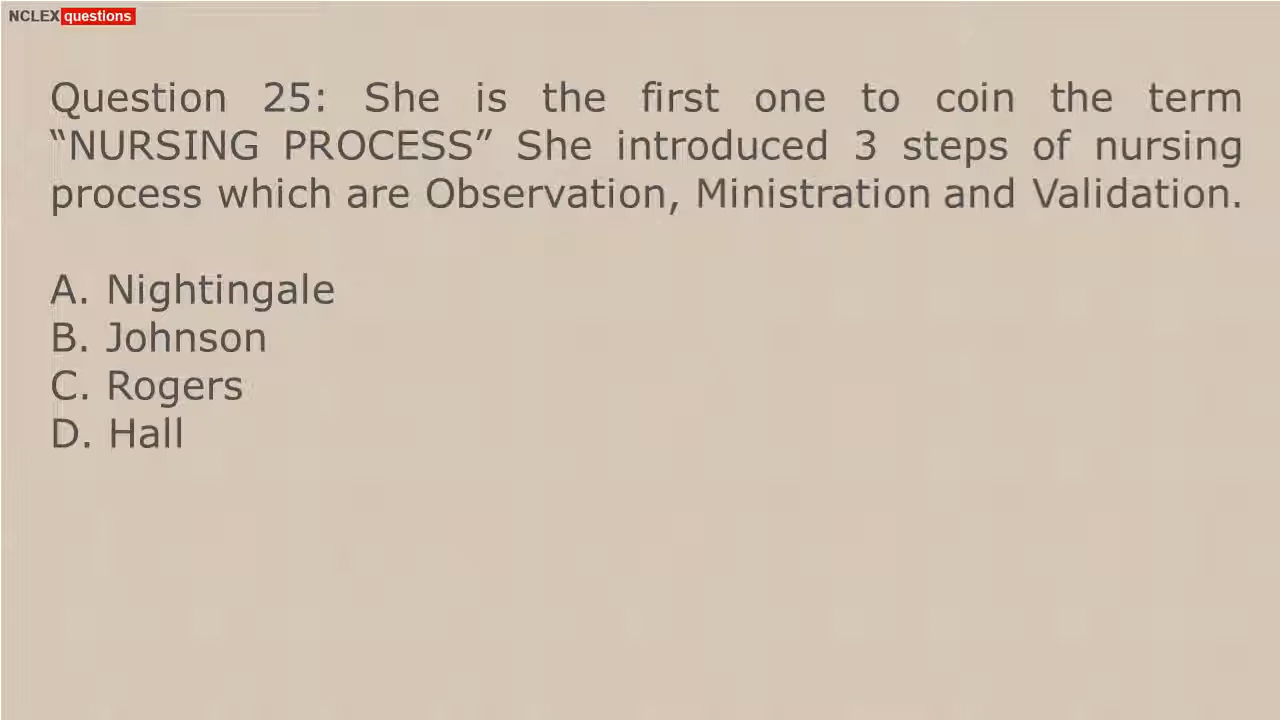 NCLEX questions
Question 25: She is the first one to coin the term
“NURSING PROCESS” She introduced 3 steps of nursing
process which are Observation, Ministration and Validation.
A. Nightingale
B. Johnson
C. Rogers
D. Hall